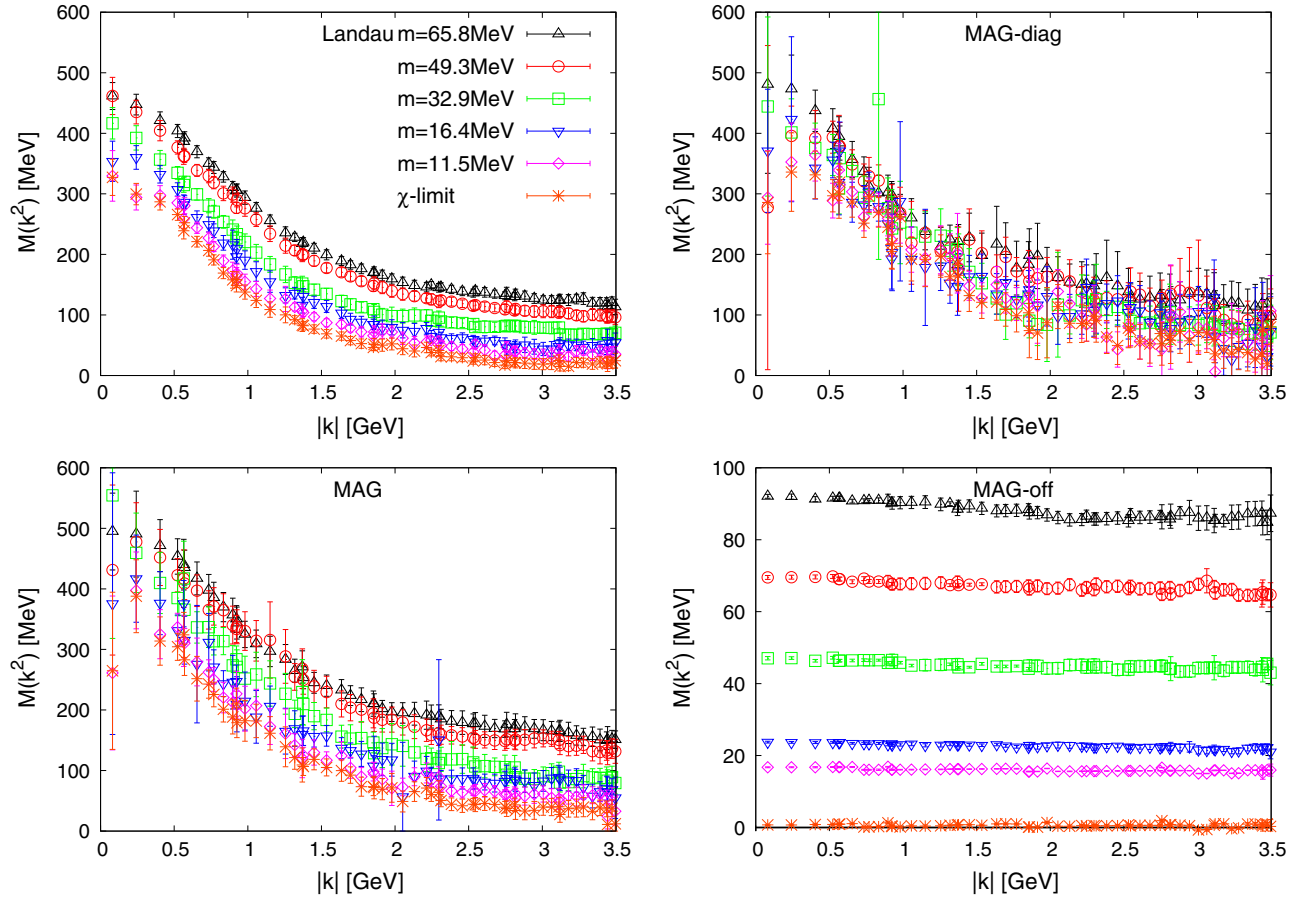 Landau m=65.8MeV
m=49.3MeV
m=32.9MeV
m=16.4MeV
m=11.5MeV
χ-limit
M(k²) [MeV]
600
500
400
300
200
100
0
0 0.5 1 1.5 2 2.5 3 3.5
|k| [GeV]
MAG-diag
M(k²) [MeV]
600
500
400
300
200
100
0
0 0.5 1 1.5 2 2.5 3 3.5
|k| [GeV]
MAG
M(k²) [MeV]
600
500
400
300
200
100
0
0 0.5 1 1.5 2 2.5 3 3.5
|k| [GeV]
MAG-off
M(k²) [MeV]
100
80
60
40
20
0
0 0.5 1 1.5 2 2.5 3 3.5
|k| [GeV]